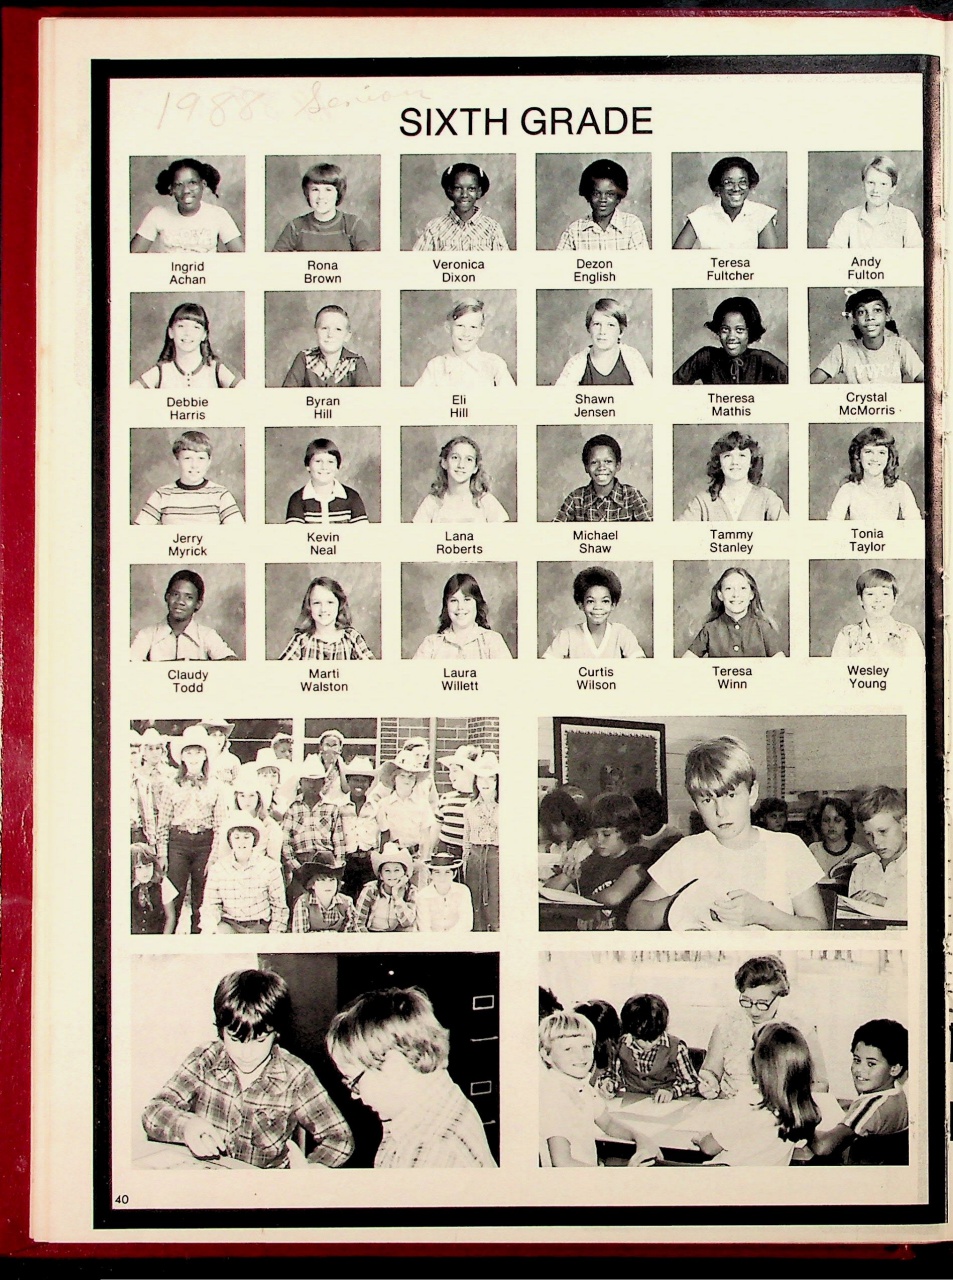 1988 Seniors
SIXTH GRADE
Ingrid Achan
Rona Brown
Veronica Dixon
Dezon English
Teresa Fultcher
Andy Fulton
Debbie Harris
Byran Hill
Eli Hill
Shawn Jensen
Theresa Mathis
Crystal McMorris
Jerry Myrick
Kevin Neal
Lana Roberts
Michael Shaw
Tammy Stanley
Tonia Taylor
Claudy Todd
Marti Walston
Laura Willett
Curtis Wilson
Teresa Winn
Wesley Young
40